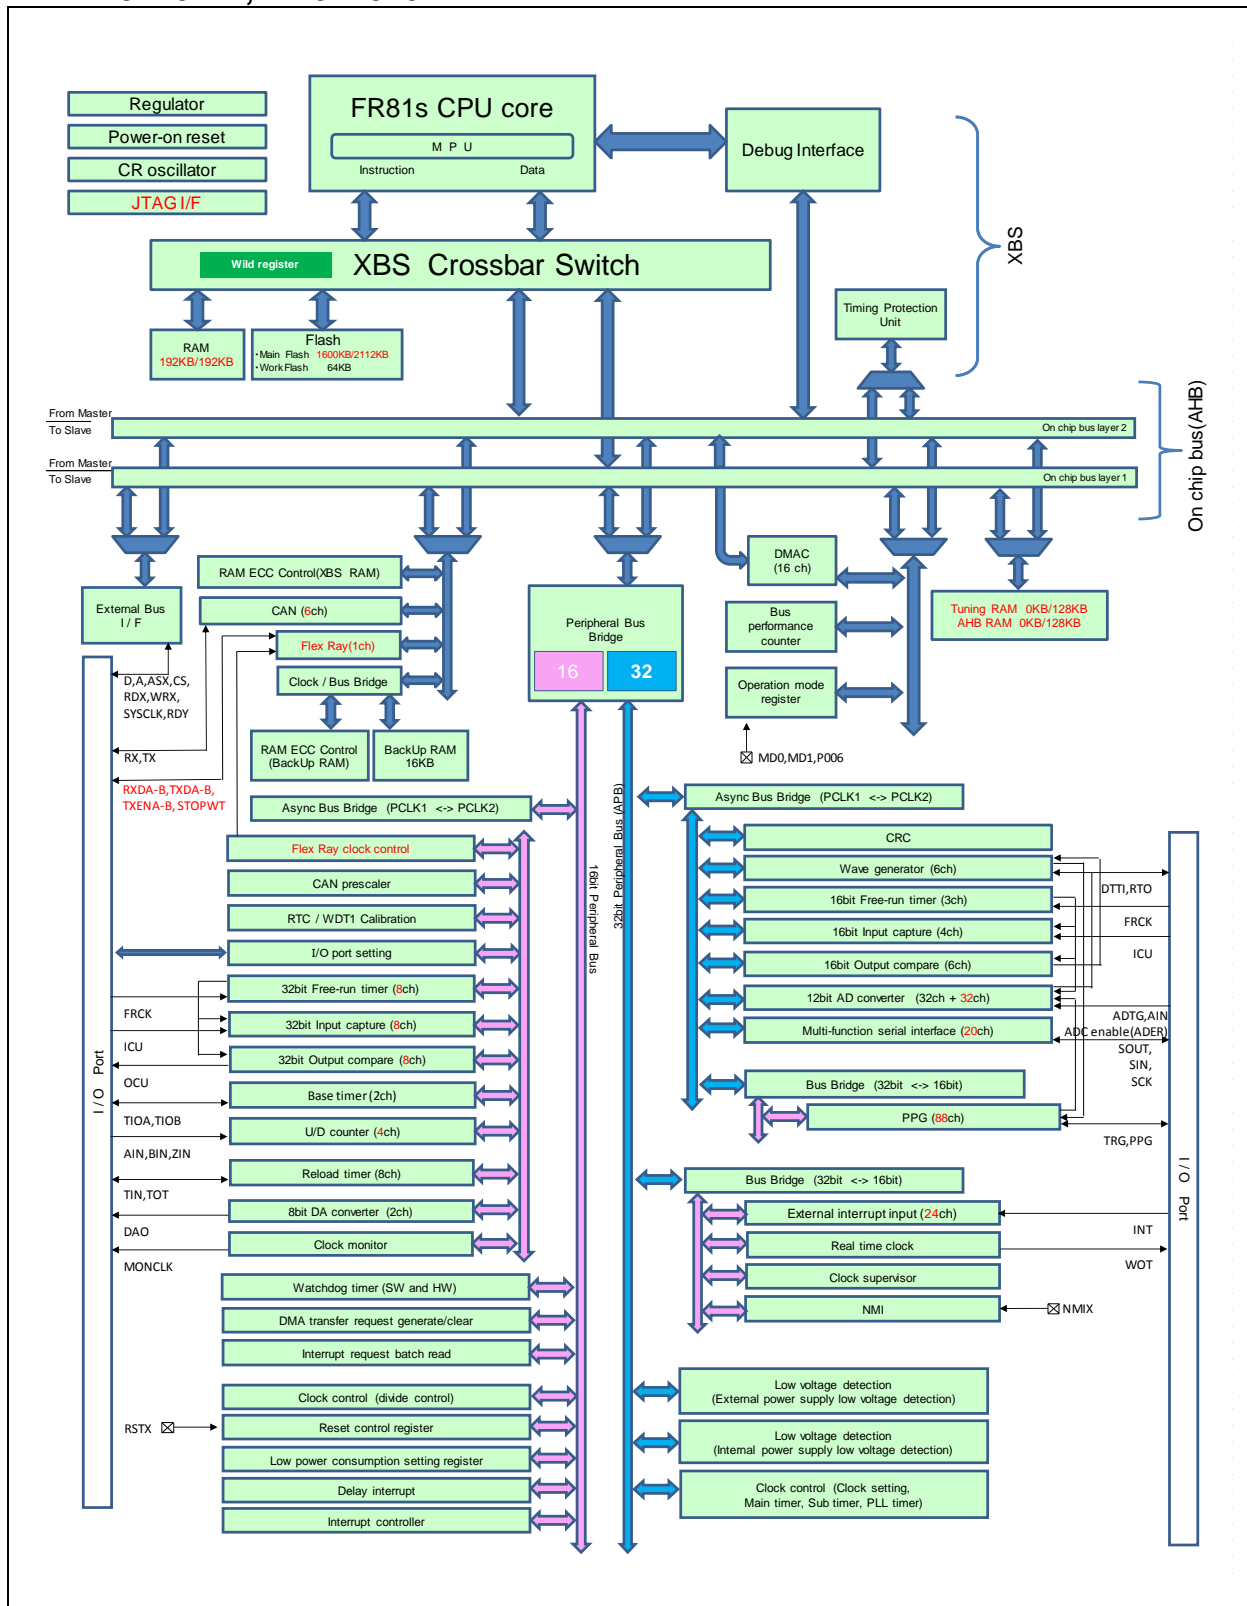 Regulator
Power-on reset
CR oscillator
JTAG I/F
FR81s CPU core
M P U
Instruction Data
Debug Interface
XBS
Wild register
XBS Crossbar Switch
RAM
192KB/192KB
Flash
・Main Flash 1600KB/2112KB
・Work Flash 64KB
Timing Protection
Unit
On chip bus(AHB)
From Master
To Slave
On chip bus layer 2
From Master
To Slave
On chip bus layer 1
External Bus
I / F
RAM ECC Control(XBS RAM)
CAN (6ch)
Flex Ray(1ch)
Clock / Bus Bridge
RAM ECC Control
(BackUp RAM)
BackUp RAM
16KB
Peripheral Bus
Bridge
16
32
DMAC
(16 ch)
Bus
performance
counter
Operation mode
register
MD0,MD1,P006
Tuning RAM 0KB/128KB
AHB RAM 0KB/128KB
D,A,ASX,CS,
RDX,WRX,
SYSCLK,RDY
RX,TX
RXDA-B,TXDA-B,
TXENA-B, STOPWT
I / O Port
Async Bus Bridge (PCLK1 <-> PCLK2)
Flex Ray clock control
CAN prescaler
RTC / WDT1 Calibration
I/O port setting
32bit Free-run timer (8ch)
FRCK
32bit Input capture (8ch)
ICU
32bit Output compare (8ch)
OCU
Base timer (2ch)
TIOA,TIOB
U/D counter (4ch)
AIN,BIN,ZIN
Reload timer (8ch)
TIN,TOT
8bit DA converter (2ch)
DAO
Clock monitor
MONCLK
Watchdog timer (SW and HW)
DMA transfer request generate/clear
Interrupt request batch read
Clock control (divide control)
RSTX
Reset control register
Low power consumption setting register
Delay interrupt
Interrupt controller
16bit Peripheral Bus
32bit Peripheral Bus (APB)
Async Bus Bridge (PCLK1 <-> PCLK2)
CRC
Wave generator (6ch)
DTTI,RTO
16bit Free-run timer (3ch)
FRCK
16bit Input capture (4ch)
ICU
16bit Output compare (6ch)
12bit AD converter (32ch + 32ch)
ADTG,AIN
ADC enable(ADER)
Multi-function serial interface (20ch)
SOUT,
SIN,
SCK
Bus Bridge (32bit <-> 16bit)
PPG (88ch)
TRG,PPG
I / O Port
Bus Bridge (32bit <-> 16bit)
External interrupt input (24ch)
INT
Real time clock
WOT
Clock supervisor
NMI
NMIX
Low voltage detection
(External power supply low voltage detection)
Low voltage detection
(Internal power supply low voltage detection)
Clock control (Clock setting,
Main timer, Sub timer, PLL timer)